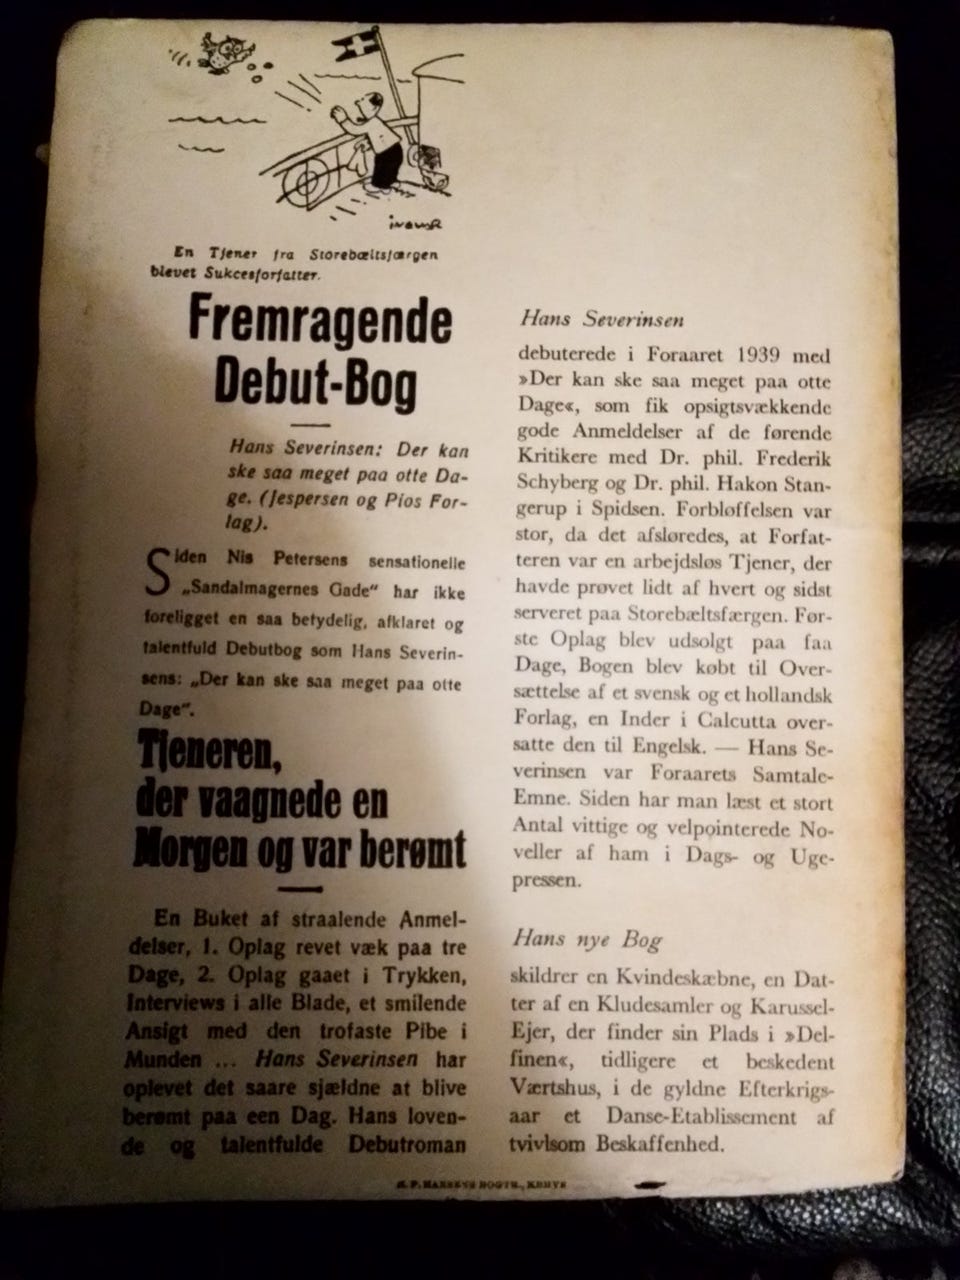 En Tjener fra Storebæltsfærgen
blevet Sukcesforfatter.
Fremragende
Debut-Bog
Hans Severinsen: Der kan
ske saa meget paa otte Da-
ge. (Jespersen og Pios For-
lag).
Siden Nis Petersens sensationelle
„Sandalmagernes Gade" har ikke
foreligget en saa betydelig, afklaret og
talentfuld Debutbog som Hans Severin-
sens: „Der kan ske saa meget paa otte
Dage".
Tjeneren,
der vaagnede en
Morgen og var berømt
En Buket af straalende Anmel-
delser, 1. Oplag revet væk paa tre
Dage, 2. Oplag gaaet i Trykken,
Interviews i alle Blade, et smilende
Ansigt med den trofaste Pibe i
Munden ... Hans Severinsen har
oplevet det saare sjældne at blive
berømt paa een Dag. Hans loven-
de og talentfulde Debutroman
Hans Severinsen
debuterede i Foraaret 1939 med
»Der kan ske saa meget paa otte
Dage«, som fik opsigtsvækkende
gode Anmeldelser af de førende
Kritikere med Dr. phil. Frederik
Schyberg og Dr. phil. Hakon Stan-
gerup i Spidsen. Forbløffelsen var
stor, da det afsløredes, at Forfat-
teren var en arbejdsløs Tjener, der
havde prøvet lidt af hvert og sidst
serveret paa Storebæltsfærgen. Før-
ste Oplag blev udsolgt paa faa
Dage, Bogen blev købt til Over-
sættelse af et svensk og et hollandsk
Forlag, en Inder i Calcutta over-
satte den til Engelsk. — Hans Se-
verinsen var Foraarets Samtale-
Emne. Siden har man læst et stort
Antal vittige og velpointerede No-
veller af ham i Dags- og Uge-
pressen.
Hans nye Bog
skildrer en Kvindeskæbne, en Dat-
ter af en Kludesamler og Karussel-
Ejer, der finder sin Plads i »Del-
finen«, tidligere et beskedent
Værtshus, i de gyldne Efterkrigs-
aar et Danse-Etablissement af
tvivlsom Beskaffenhed.
HANSENS BOGTR., KBHVN